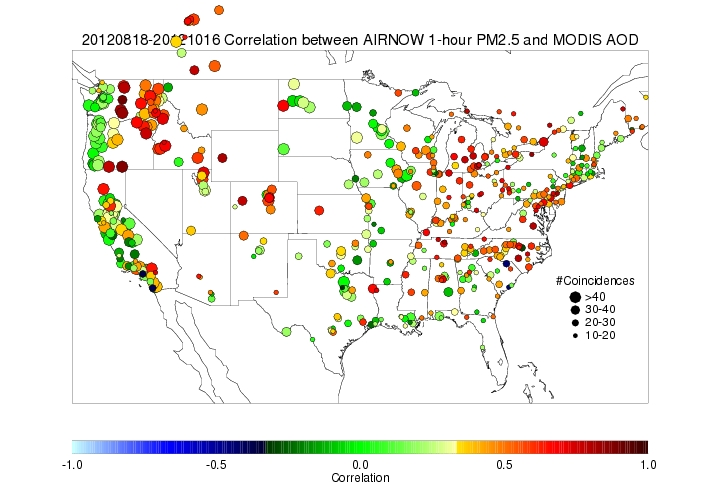 20120818-20121016 Correlation between AIRNOW 1-hour PM2.5 and MODIS AOD
#Coincidences
>40
30-40
20-30
10-20
-1.0 -0.5 0.0 0.5 1.0
Correlation